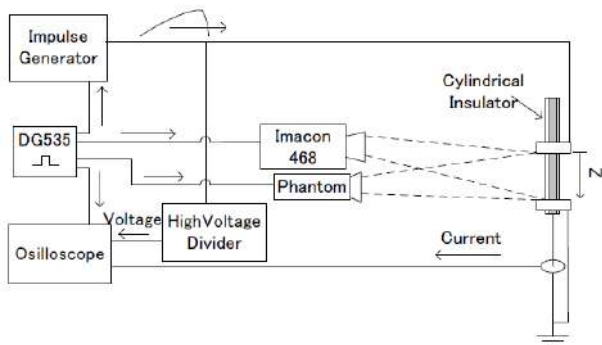 Impulse
Generator
Cylindrical
Insulator
DG535
Imacon
468
Phantom
Z
Voltage
HighVoltage
Divider
Osilloscope
Current